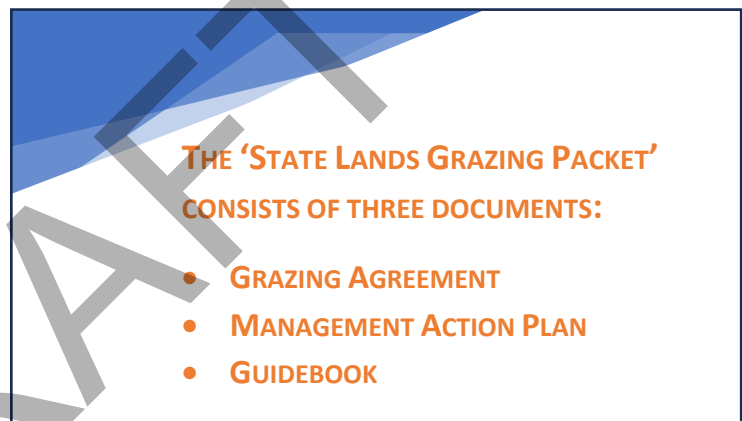 THE ‘STATE LANDS GRAZING PACKET’
CONSISTS OF THREE DOCUMENTS:
• GRAZING AGREEMENT
• MANAGEMENT ACTION PLAN
• GUIDEBOOK